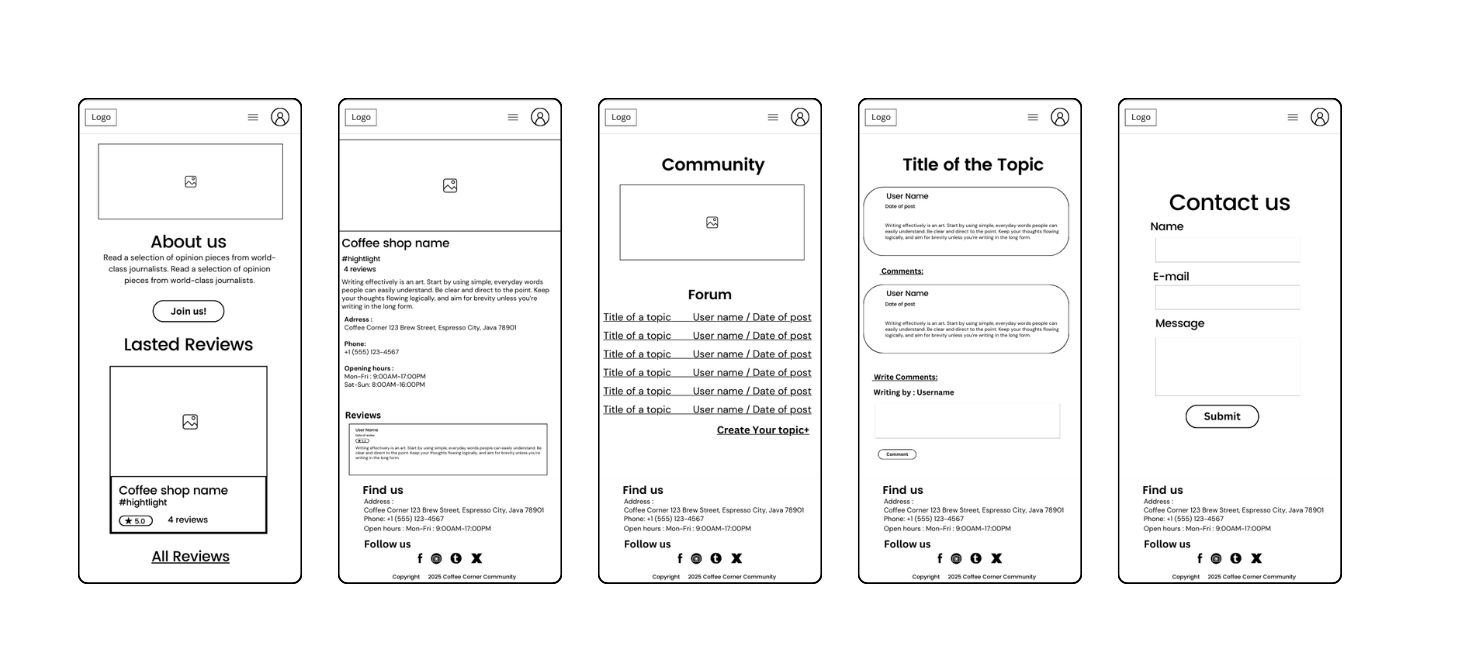 Logo
About us
Read a selection of opinion pieces from world-
class journalists. Read a selection of opinion
pieces from world-class journalists.
Join us!
Lasted Reviews
Coffee shop name
#hightlight
★ 5.0 4 reviews
All Reviews
Logo
Coffee shop name
#hightlight
4 reviews
Writing effectively is an art. Start by using simple, everyday words
people can easily understand. Be clear and direct to the point. Keep
your thoughts flowing logically, and aim for brevity unless you're
writing in the long form.
Adrress :
Coffee Corner 123 Brew Street, Espresso City, Java 78901
Phone:
+1 (555) 123-4567
Opening hours :
Mon-Fri : 9:00AM-17:00PM
Sat-Sun: 8:00AM-16:00PM
Reviews
User Name
Writing effectively is an art. Start by using simple, everyday words people can easily understand. Be
clear and direct to the point. Keep your thoughts flowing logically, and aim for brevity unless you're
writing in the long form.
Find us
Address :
Coffee Corner 123 Brew Street, Espresso City, Java 78901
Phone: +1 (555) 123-4567
Open hours : Mon-Fri : 9:00AM-17:00PM
Follow us
Copyright 2025 Coffee Corner Community
Logo
Community
Forum
Title of a topic User name / Date of post
Title of a topic User name / Date of post
Title of a topic User name / Date of post
Title of a topic User name / Date of post
Title of a topic User name / Date of post
Title of a topic User name / Date of post
Create Your topic+
Find us
Address :
Coffee Corner 123 Brew Street, Espresso City, Java 78901
Phone: +1 (555) 123-4567
Open hours : Mon-Fri : 9:00AM-17:00PM
Follow us
Copyright 2025 Coffee Corner Community
Logo
Title of the Topic
User Name
Date of post
Writing effectively is an art. Start by using simple, everyday words people can
easily understand. Be clear and direct to the point. Keep your thoughts flowing
logically, and aim for brevity unless you're writing in the long form.
Comments:
User Name
Date of post
Writing effectively is an art. Start by using simple, everyday words people can
easily understand. Be clear and direct to the point. Keep your thoughts flowing
logically, and aim for brevity unless you're writing in the long form.
Write Comments:
Writing by : Username
Comment
Find us
Address :
Coffee Corner 123 Brew Street, Espresso City, Java 78901
Phone: +1 (555) 123-4567
Open hours : Mon-Fri : 9:00AM-17:00PM
Follow us
Copyright 2025 Coffee Corner Community
Logo
Contact us
Name
E-mail
Message
Submit
Find us
Address :
Coffee Corner 123 Brew Street, Espresso City, Java 78901
Phone: +1 (555) 123-4567
Open hours : Mon-Fri : 9:00AM-17:00PM
Follow us
Copyright 2025 Coffee Corner Community